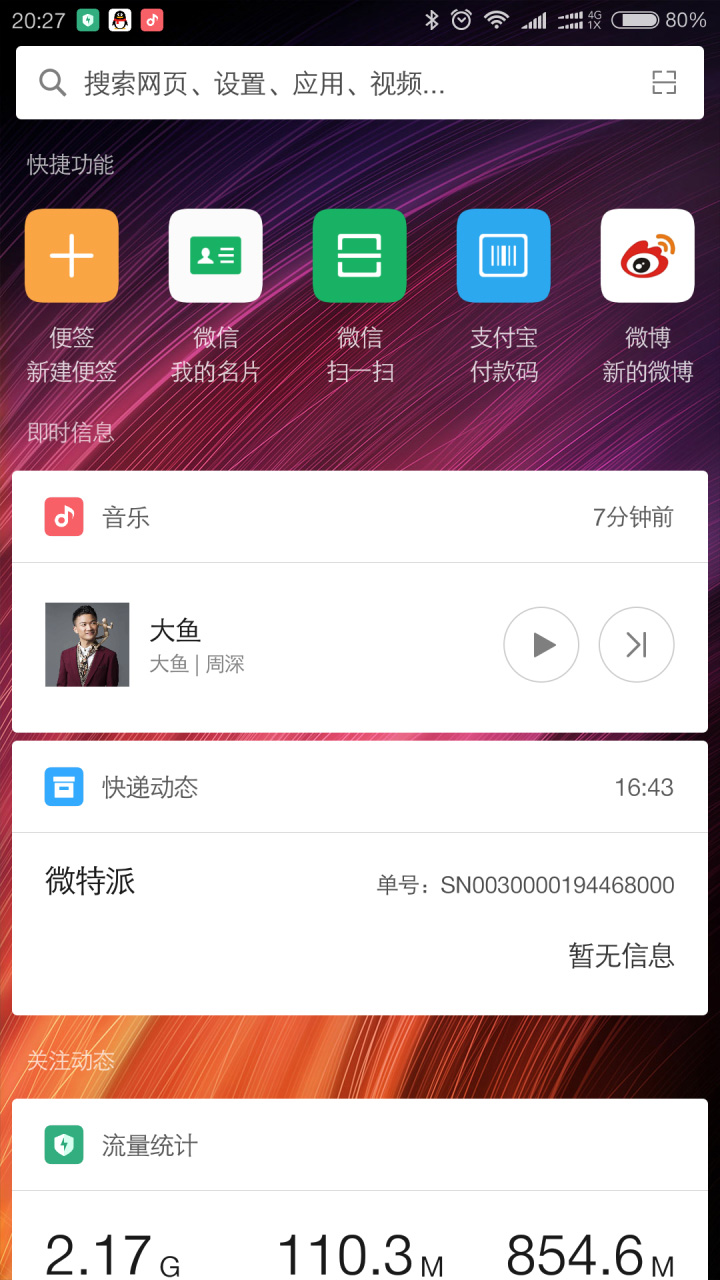 20:27 4G 1X 80%
搜索网页、设置、应用、视频...
快捷功能
便签 微信 微信 支付宝 微博
新建便签 我的名片 扫一扫 付款码 新的微博
即时信息
音乐 7分钟前
大鱼
大鱼 | 周深
快递动态 16:43
微特派 单号：SN0030000194468000
暂无信息
关注动态
流量统计
2.17G 110.3M 854.6M